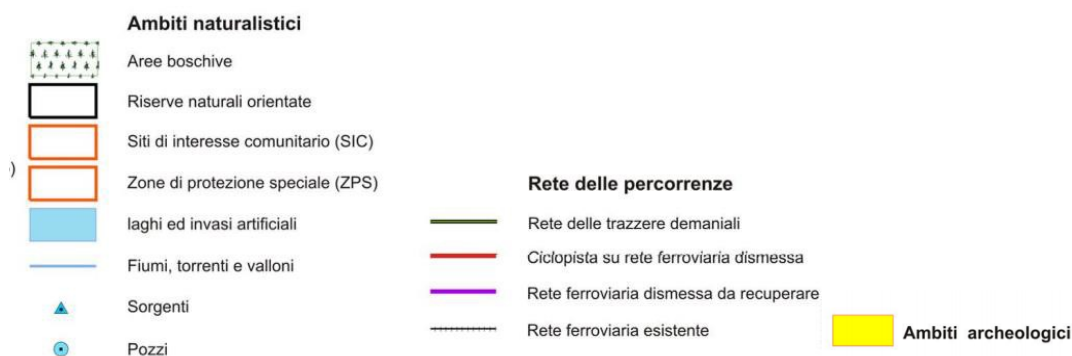 Ambiti naturalistici
Aree boschive
Riserve naturali orientate
Siti di interesse comunitario (SIC)
)
Zone di protezione speciale (ZPS)
laghi ed invasi artificiali
Fiumi, torrenti e valloni
Sorgenti
Pozzi
Rete delle percorrenze
Rete delle trazzere demaniali
Ciclopista su rete ferroviaria dismessa
Rete ferroviaria dismessa da recuperare
Rete ferroviaria esistente
Ambiti archeologici